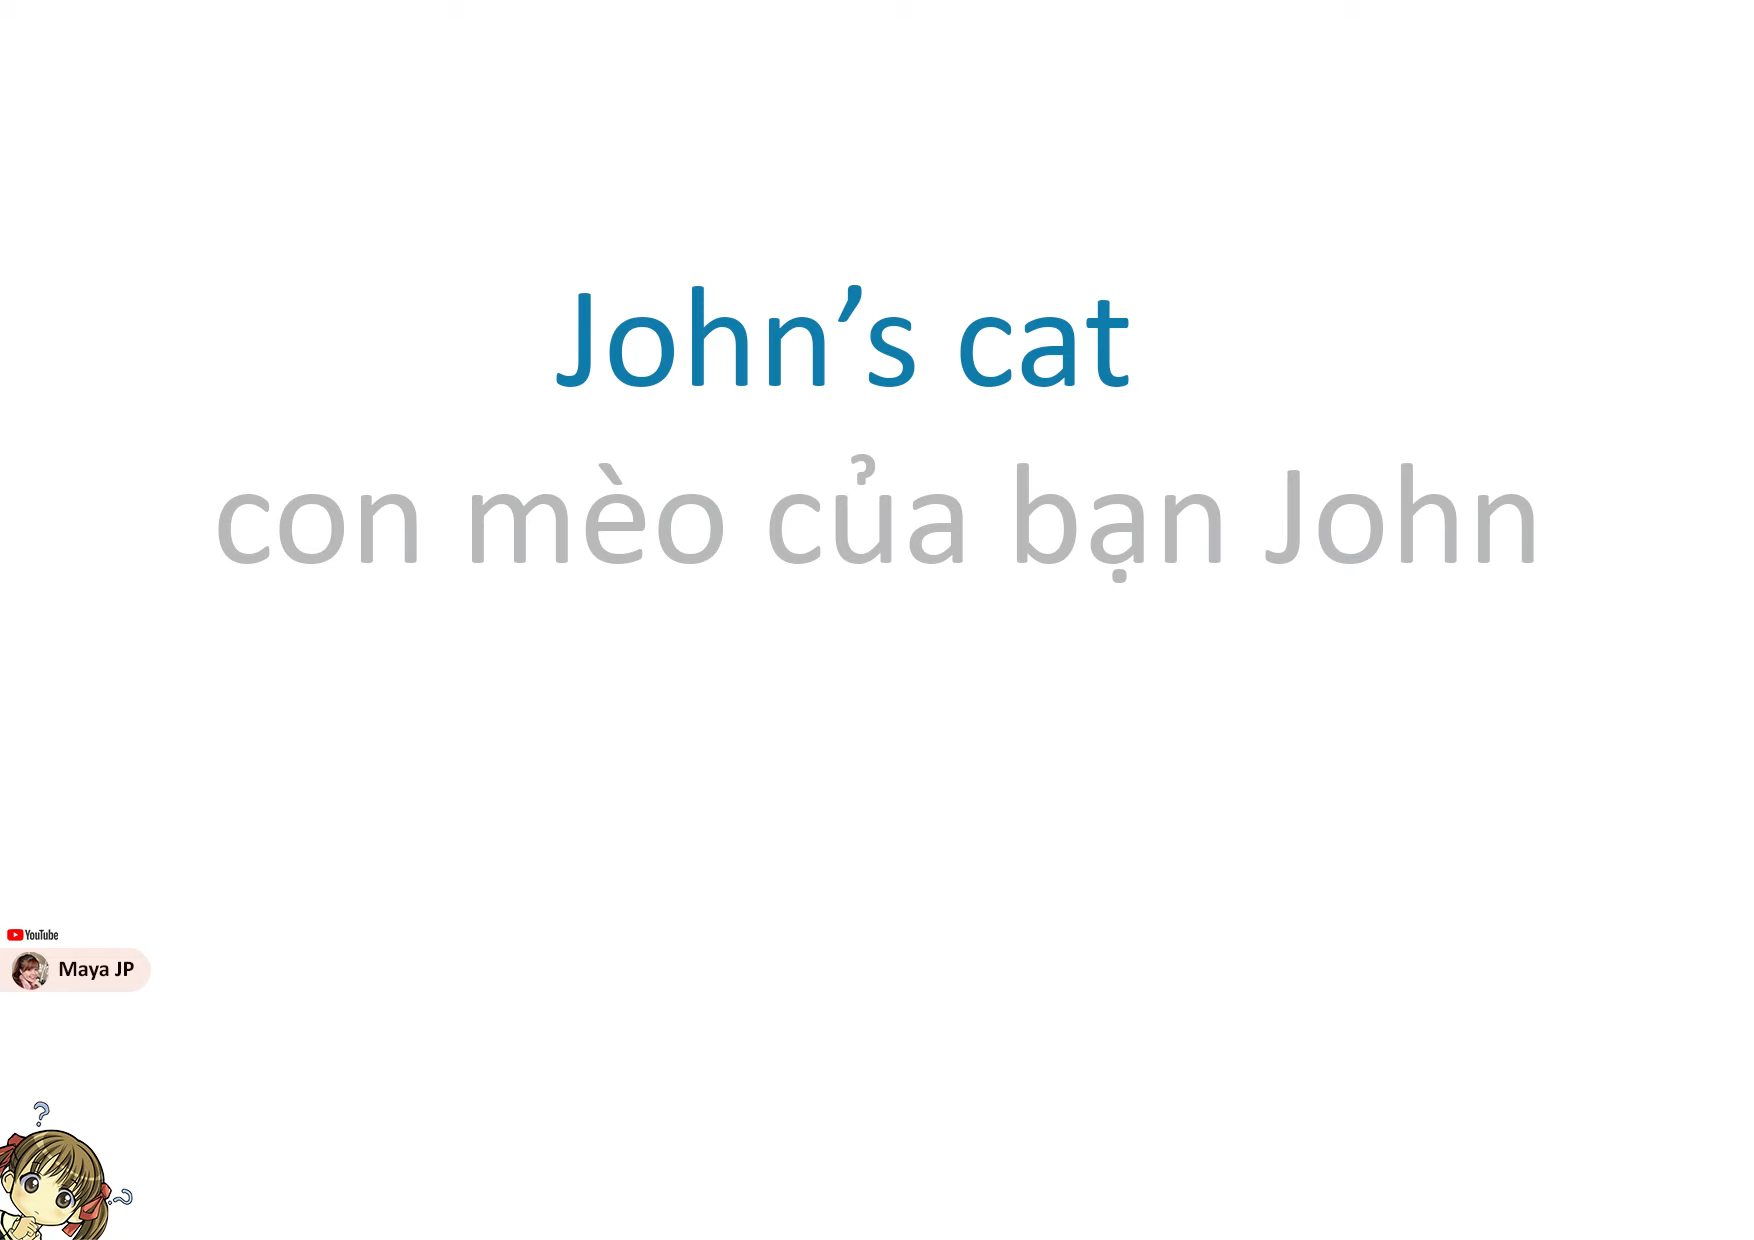 John’s cat
con mèo của bạn John
YouTube
Maya JP
?
?